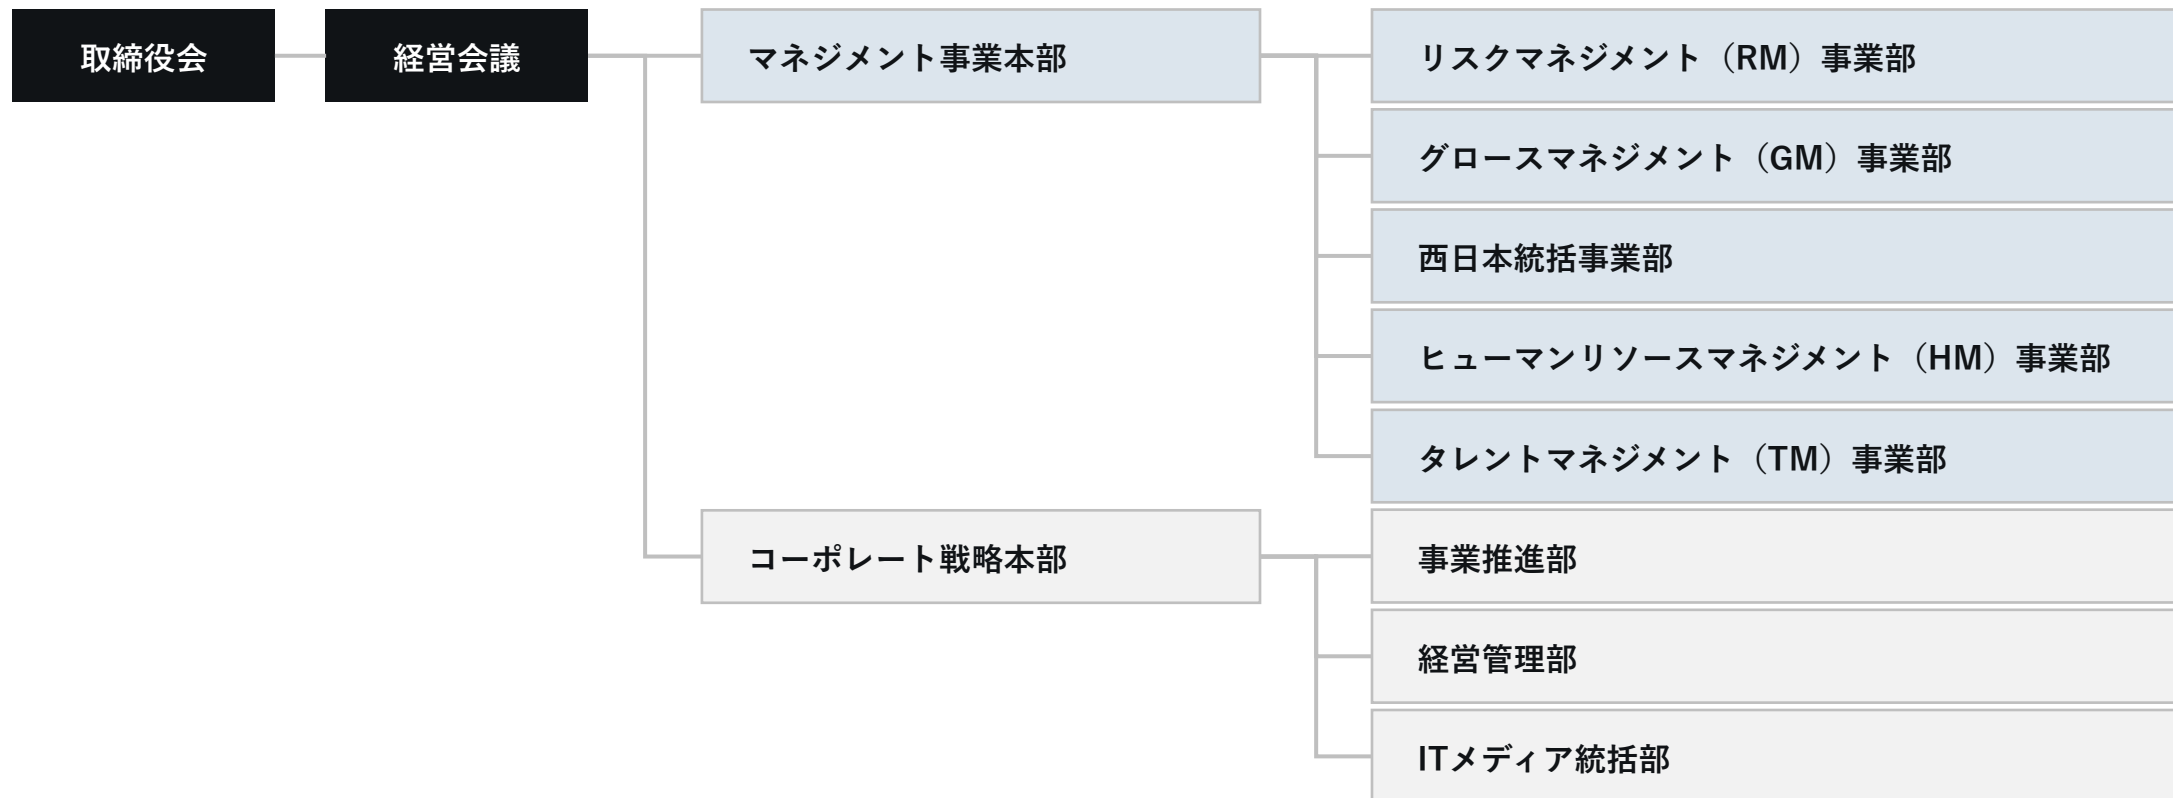 取締役会
経営会議
マネジメント事業本部
リスクマネジメント（RM）事業部
グロースマネジメント（GM）事業部
西日本統括事業部
ヒューマンリソースマネジメント（HM）事業部
タレントマネジメント（TM）事業部
コーポレート戦略本部
事業推進部
経営管理部
ITメディア統括部